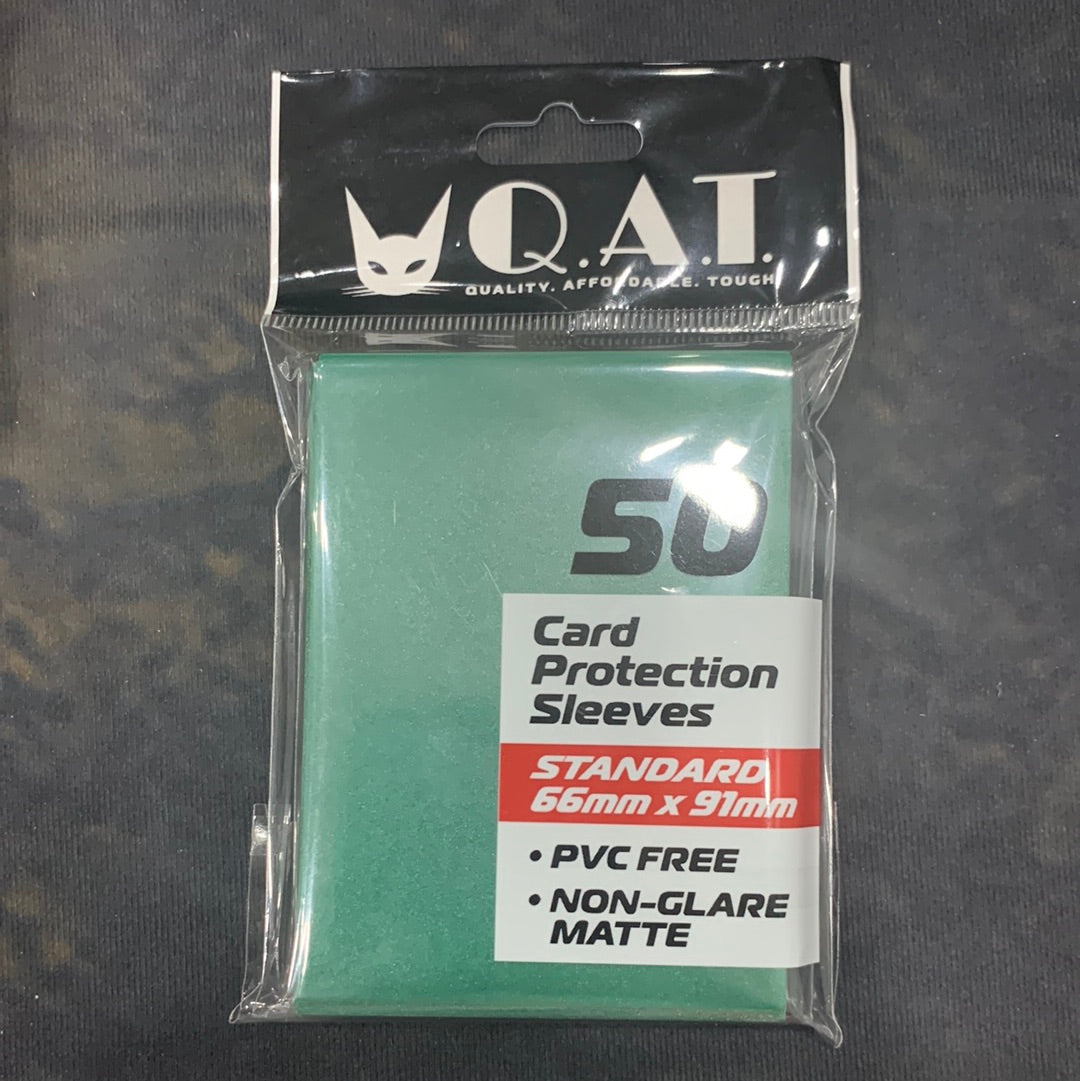 Q.A.T.
QUALITY. AFFORDABLE. TOUGH
50
Card
Protection
Sleeves
STANDARD
66mm x 91mm
• PVC FREE
• NON-GLARE
MATTE